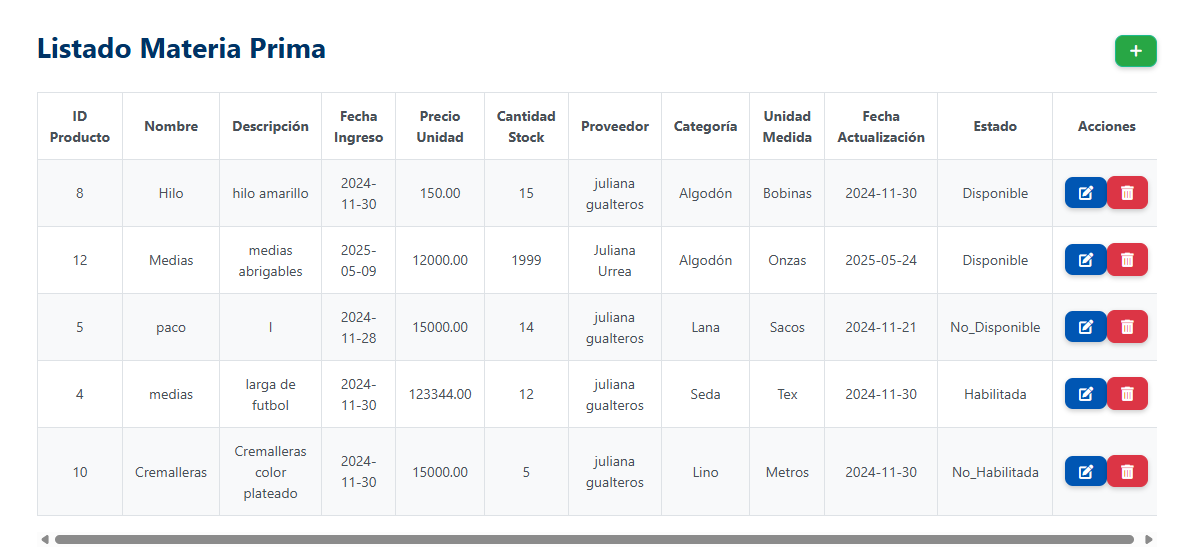 Listado Materia Prima
+
ID Producto Nombre Descripción Fecha Ingreso Precio Unidad Cantidad Stock Proveedor Categoría Unidad Medida Fecha Actualización Estado Acciones
8 Hilo hilo amarillo 2024-11-30 150.00 15 juliana gualteros Algodón Bobinas 2024-11-30 Disponible
12 Medias medias abrigables 2025-05-09 12000.00 1999 Juliana Urrea Algodón Onzas 2025-05-24 Disponible
5 paco l 2024-11-28 15000.00 14 juliana gualteros Lana Sacos 2024-11-21 No_Disponible
4 medias larga de futbol 2024-11-30 123344.00 12 juliana gualteros Seda Tex 2024-11-30 Habilitada
10 Cremalleras Cremalleras color plateado 2024-11-30 15000.00 5 juliana gualteros Lino Metros 2024-11-30 No_Habilitada